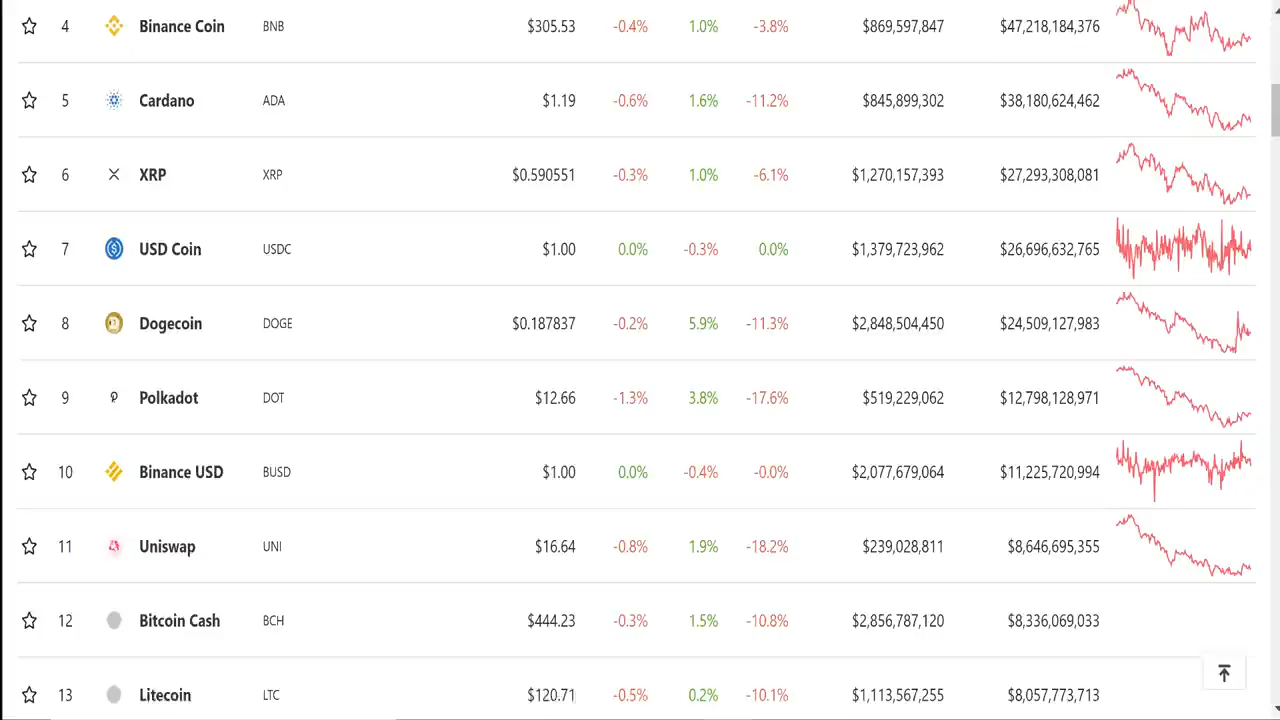 4 Binance Coin BNB $305.53 -0.4% 1.0% -3.8% $869,597,847 $47,218,184,376
5 Cardano ADA $1.19 -0.6% 1.6% -11.2% $845,899,302 $38,180,624,462
6 XRP XRP $0.590551 -0.3% 1.0% -6.1% $1,270,157,393 $27,293,308,081
7 USD Coin USDC $1.00 0.0% -0.3% 0.0% $1,379,723,962 $26,696,632,765
8 Dogecoin DOGE $0.187837 -0.2% 5.9% -11.3% $2,848,504,450 $24,509,127,983
9 Polkadot DOT $12.66 -1.3% 3.8% -17.6% $519,229,062 $12,798,128,971
10 Binance USD BUSD $1.00 0.0% -0.4% -0.0% $2,077,679,064 $11,225,720,994
11 Uniswap UNI $16.64 -0.8% 1.9% -18.2% $239,028,811 $8,646,695,355
12 Bitcoin Cash BCH $444.23 -0.3% 1.5% -10.8% $2,856,787,120 $8,336,069,033
13 Litecoin LTC $120.71 -0.5% 0.2% -10.1% $1,113,567,255 $8,057,773,713